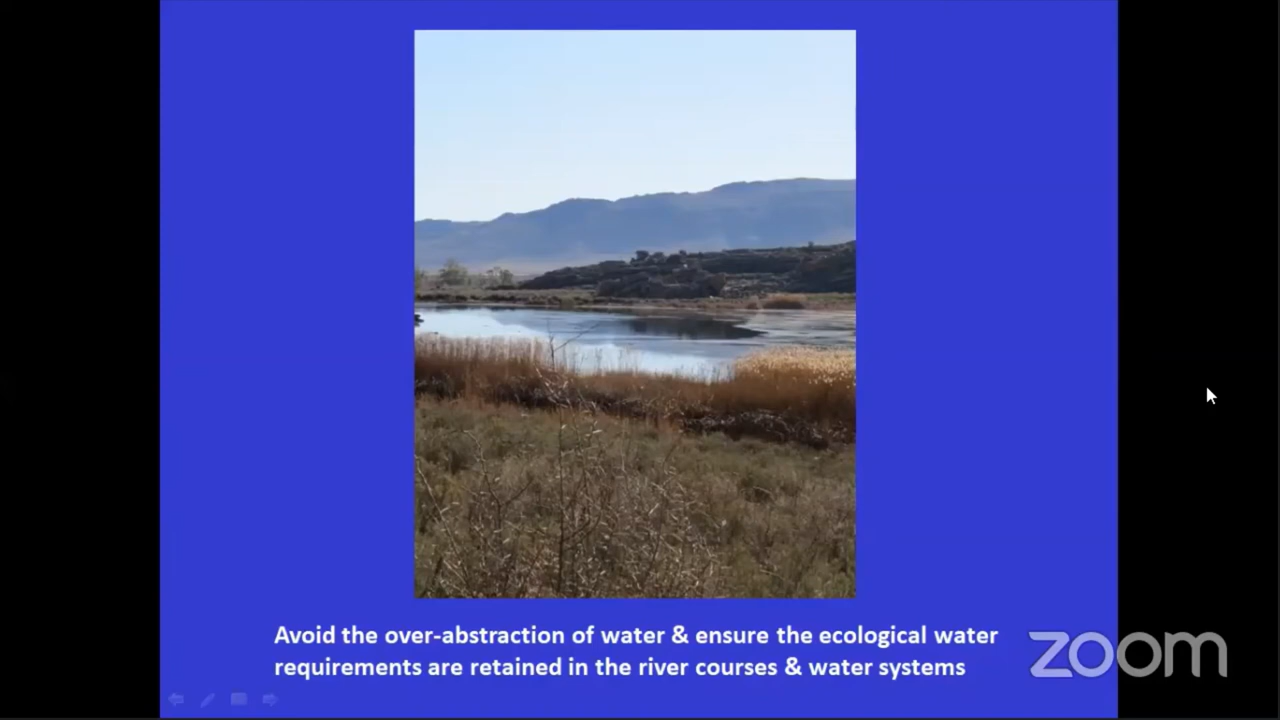 Avoid the over-abstraction of water & ensure the ecological water
requirements are retained in the river courses & water systems
zoom